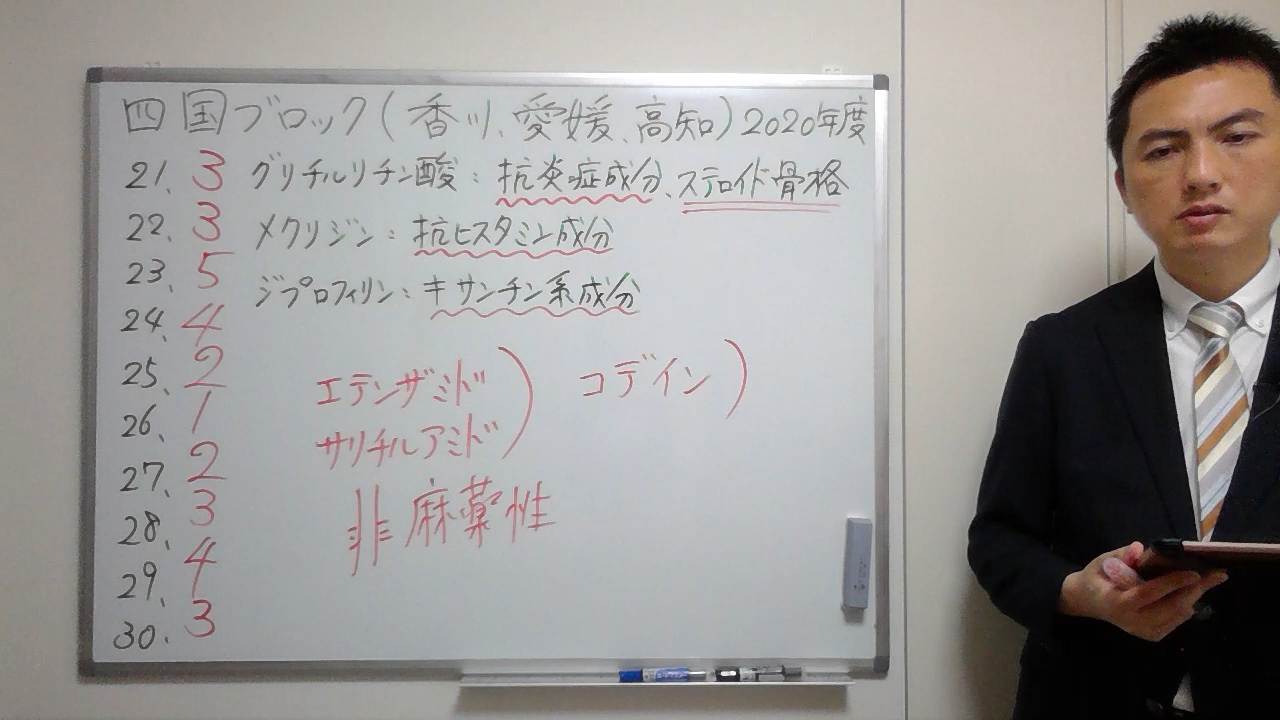 四国ブロック(香川、愛媛、高知)2020年度
21. 3 グリチルリチン酸:抗炎症成分、ステロイド骨格
22. 3 メクリジン:抗ヒスタミン成分
23. 5 ジプロフィリン:キサンチン系成分
24. 4
25. 2 エテンザミド) コデイン)
26. 1 サリチルアミド
27. 2
28. 3 非麻薬性
29. 4
30. 3